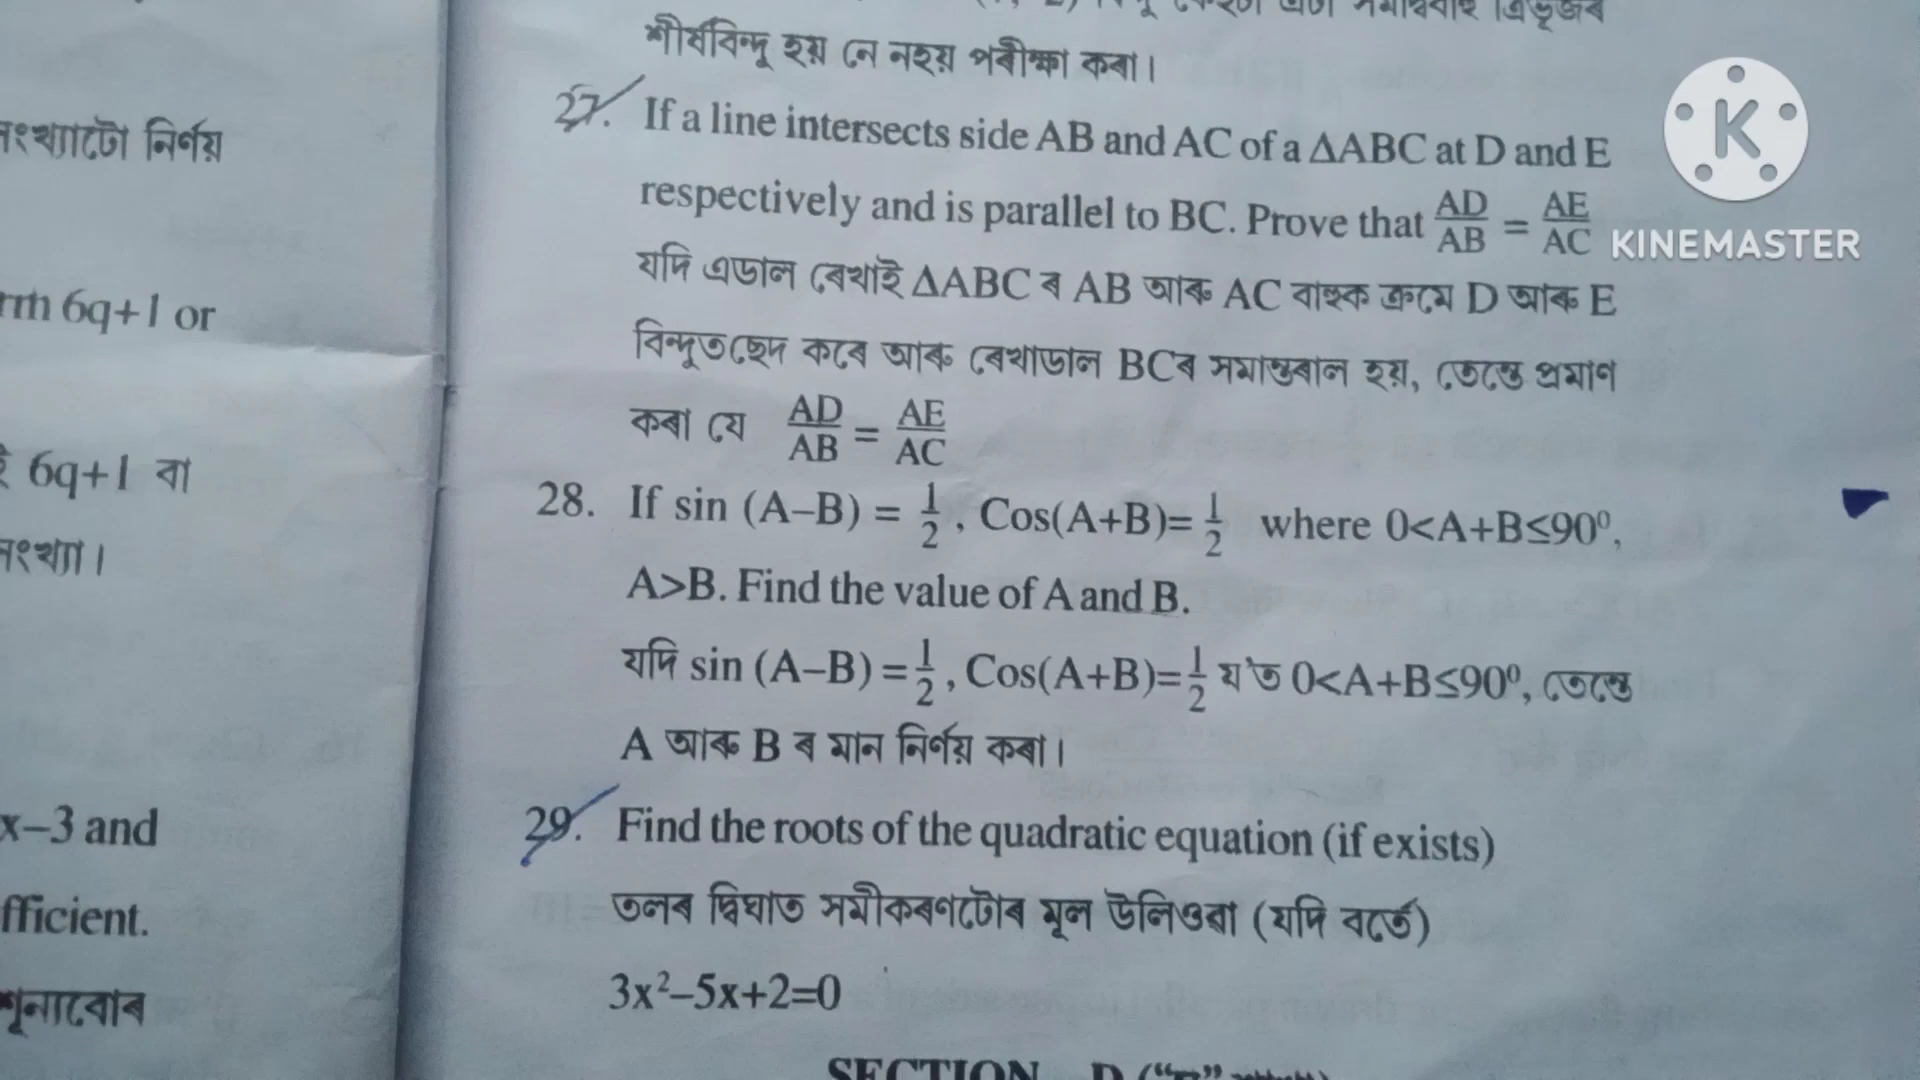 শীৰ্ষবিন্দু হয় নে নহয় পৰীক্ষা কৰা।
27. If a line intersects side AB and AC of a ΔABC at D and E
respectively and is parallel to BC. Prove that AD/AB = AE/AC
যদি এডাল ৰেখাই ΔABC ৰ AB আৰু AC বাহুক ক্ৰমে D আৰু E
বিন্দুতছেদ কৰে আৰু ৰেখাডাল BCৰ সমান্তৰাল হয়, তেন্তে প্ৰমাণ
কৰা যে AD/AB = AE/AC
28. If sin (A–B) = 1/2, Cos(A+B)= 1/2 where 0<A+B≤90⁰,
A>B. Find the value of A and B.
যদি sin (A–B) = 1/2, Cos(A+B)= 1/2 য'ত 0<A+B≤90⁰, তেন্তে
A আৰু B ৰ মান নিৰ্ণয় কৰা।
29. Find the roots of the quadratic equation (if exists)
তলৰ দ্বিঘাত সমীকৰণটোৰ মূল উলিওৱা (যদি বৰ্তে)
3x²–5x+2=0
SECTION
নিৰ্ণয়
6q+1 or
6q+1 বা
x–3 and
K
KINEMASTER